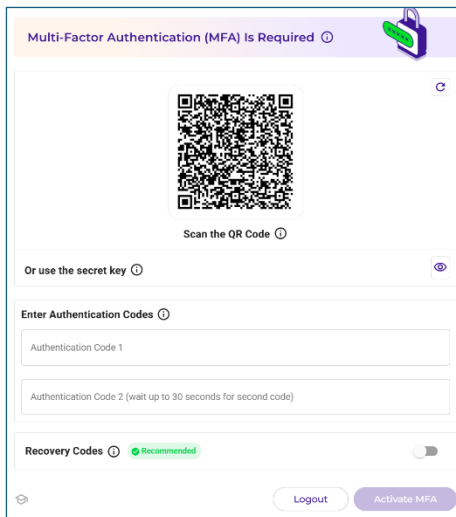 Multi-Factor Authentication (MFA) Is Required
Scan the QR Code
Or use the secret key
Enter Authentication Codes
Authentication Code 1
Authentication Code 2 (wait up to 30 seconds for second code)
Recovery Codes Recommended
Logout Activate MFA